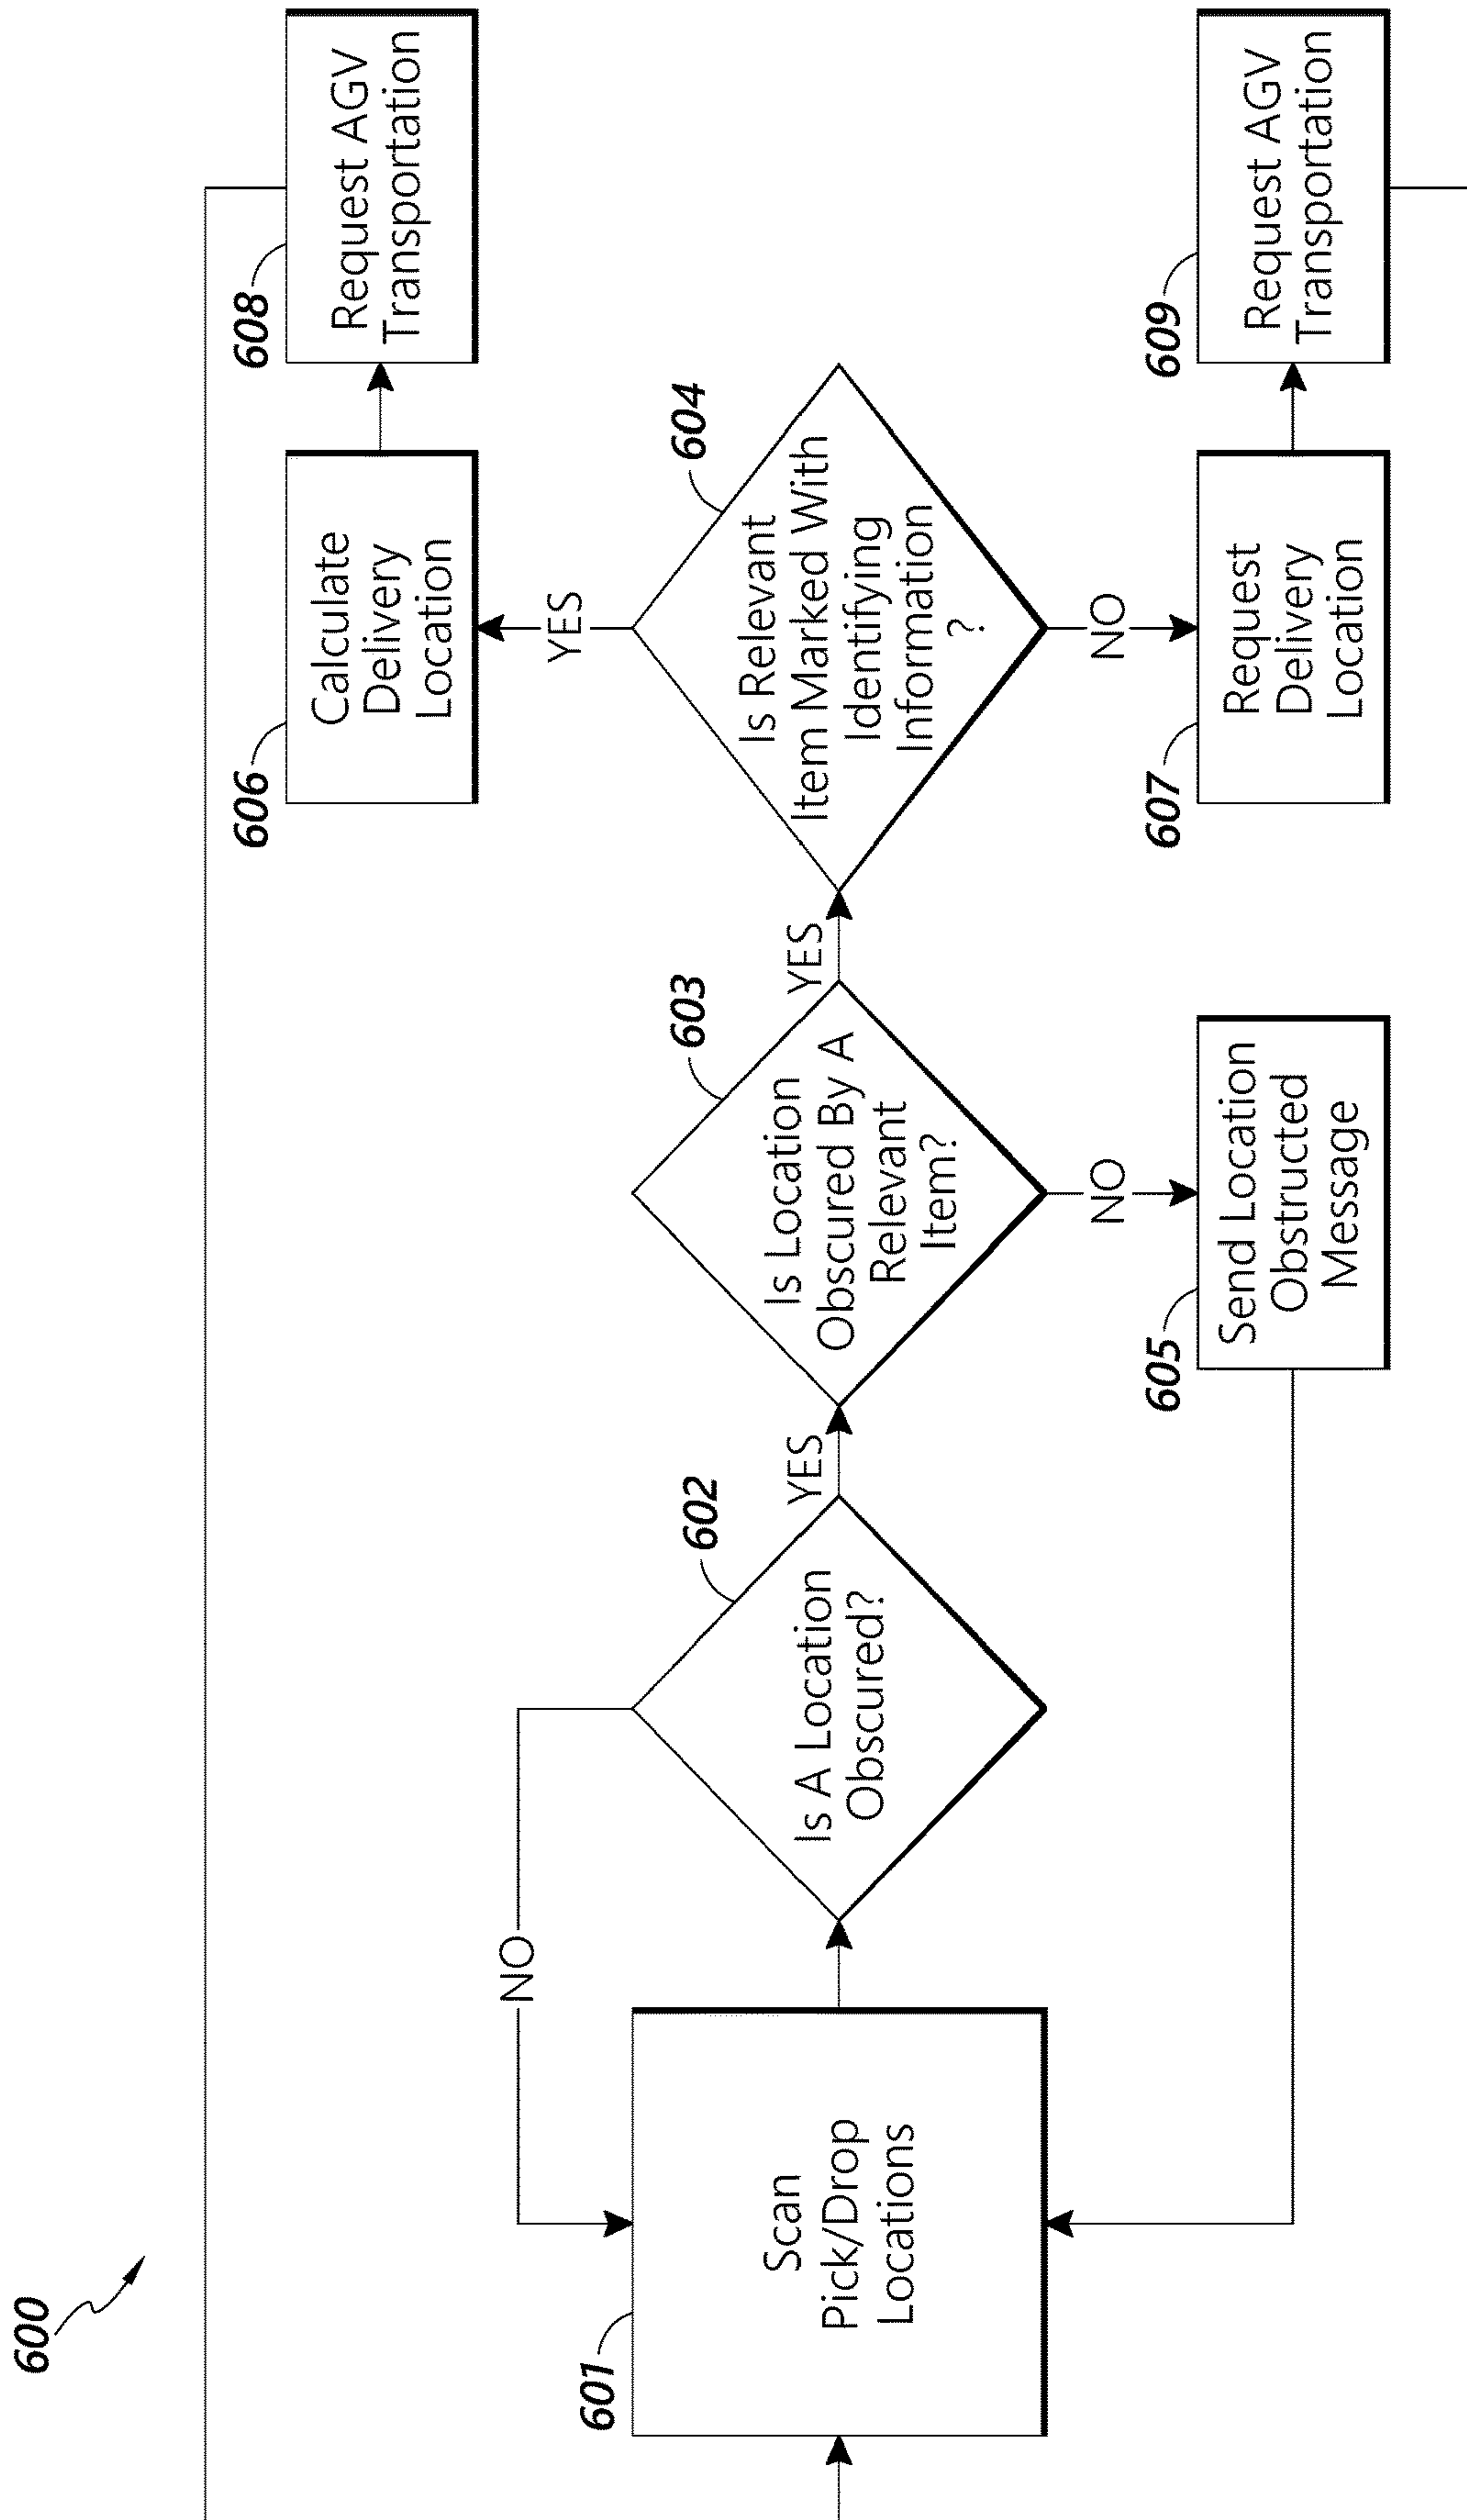 600
601
Scan
Pick/Drop
Locations
NO
602
Is A Location
Obscured?
YES
603
Is Location
Obscured By A
Relevant
Item?
YES
NO
605
Send Location
Obstructed
Message
604
Is Relevant
Item Marked With
Identifying
Information
?
YES
NO
606
Calculate
Delivery
Location
607
Request
Delivery
Location
608
Request AGV
Transportation
609
Request AGV
Transportation